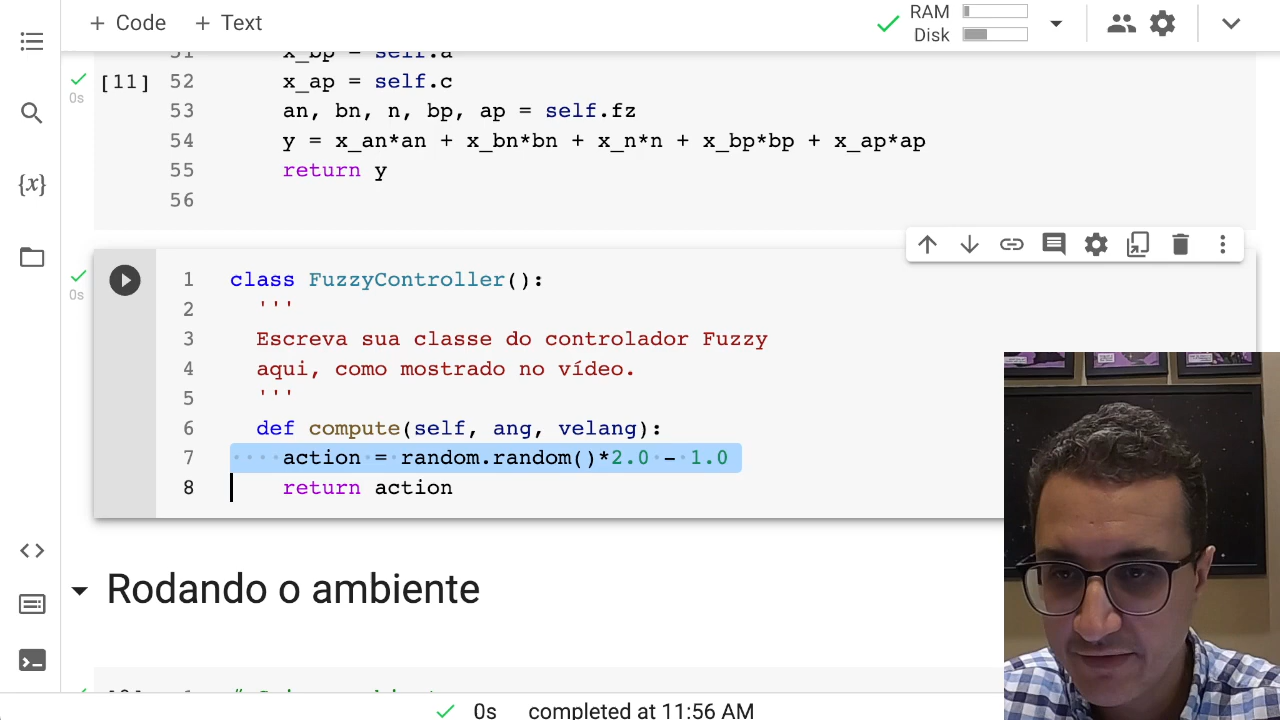 + Code + Text
RAM
Disk
51 x_bp = self.a
[11] 52 x_ap = self.c
0s
53 an, bn, n, bp, ap = self.fz
54 y = x_an*an + x_bn*bn + x_n*n + x_bp*bp + x_ap*ap
55 return y
56
1 class FuzzyController():
0s
2 '''
3 Escreva sua classe do controlador Fuzzy
4 aqui, como mostrado no vídeo.
5 '''
6 def compute(self, ang, velang):
7 action = random.random()*2.0 - 1.0
8 return action
Rodando o ambiente
0s completed at 11:56 AM